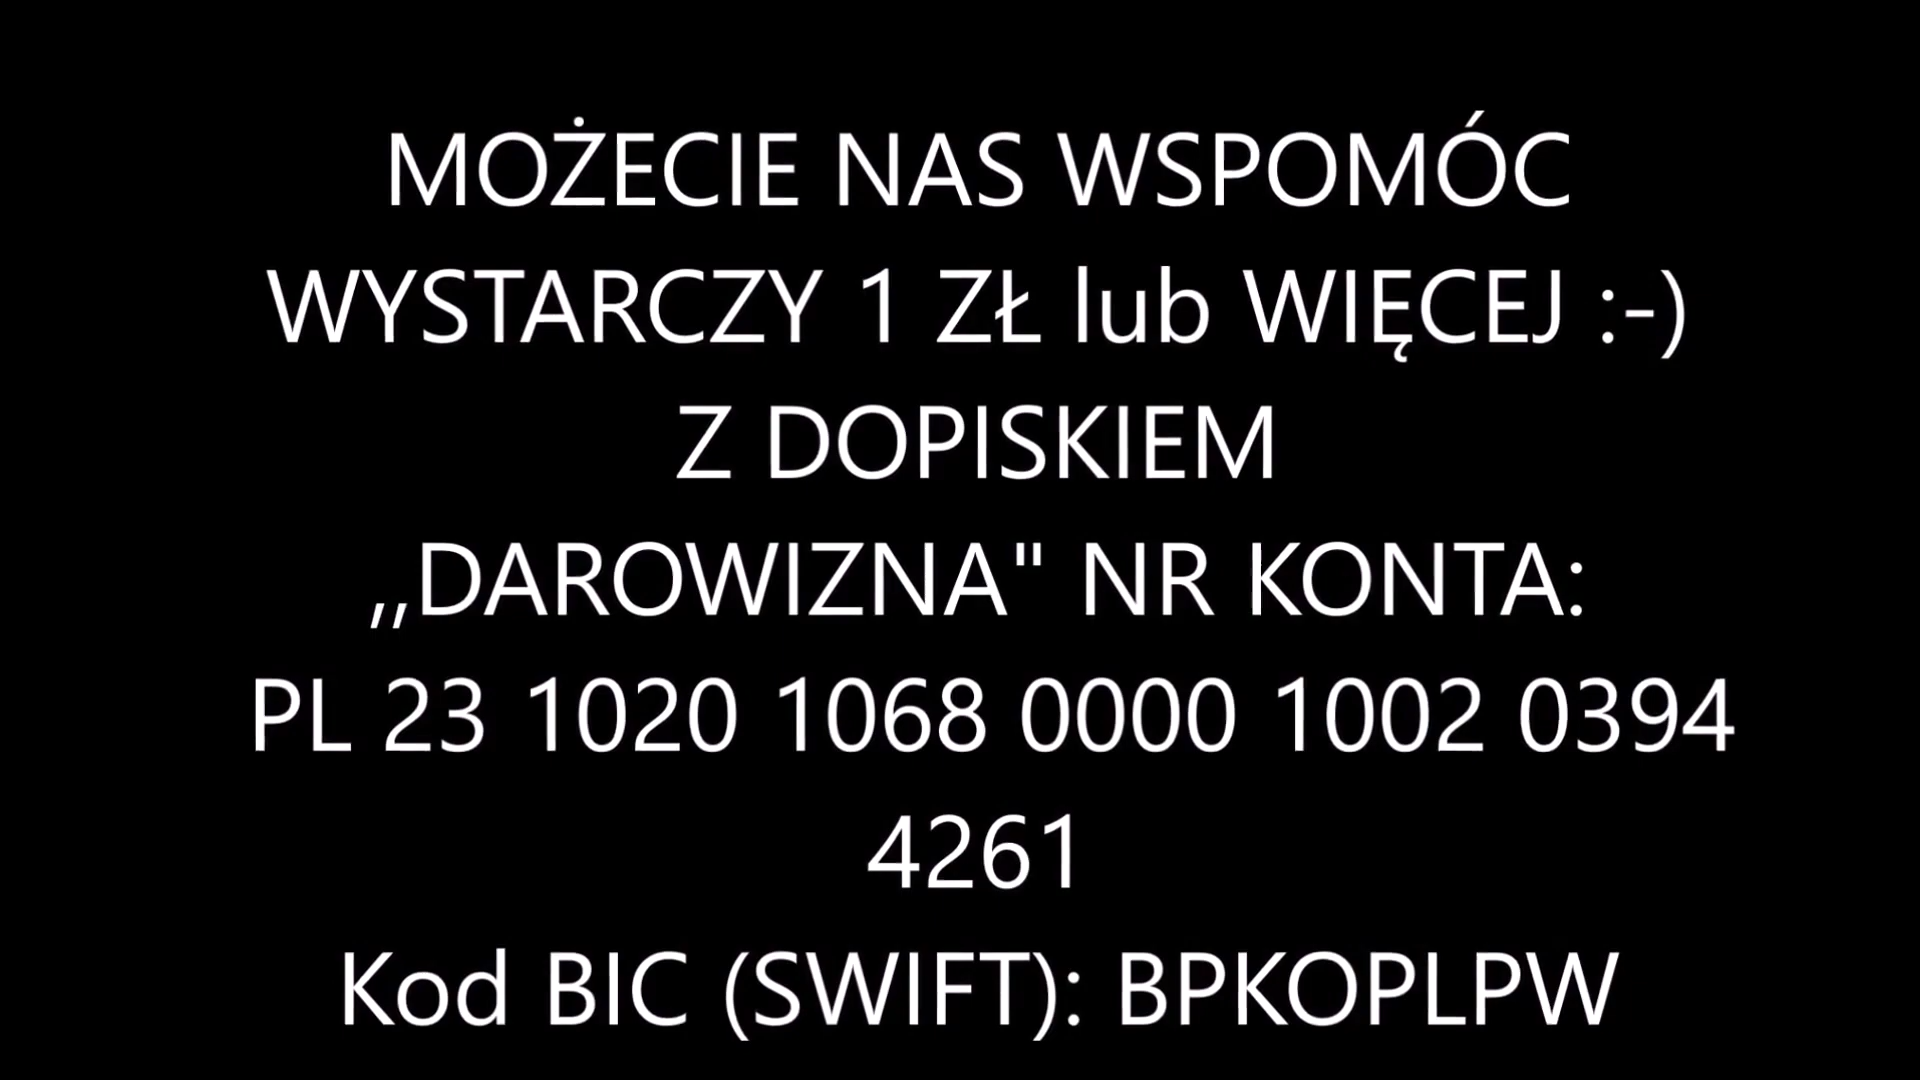 MOŻECIE NAS WSPOMÓC
WYSTARCZY 1 ZŁ lub WIĘCEJ :-)
Z DOPISKIEM
,,DAROWIZNA" NR KONTA:
PL 23 1020 1068 0000 1002 0394
4261
Kod BIC (SWIFT): BPKOPLPW